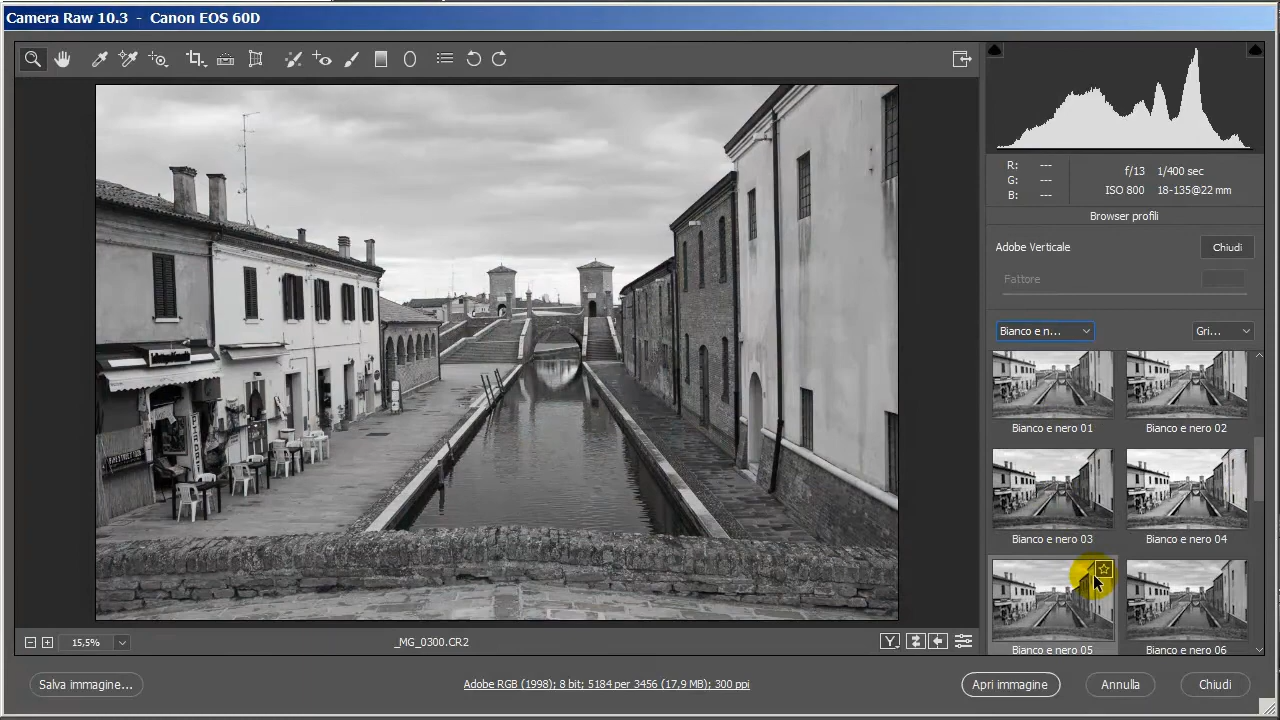 Camera Raw 10.3 - Canon EOS 60D
R: ---
G: ---
B: ---
f/13 1/400 sec
ISO 800 18-135@22 mm
Browser profili
Adobe Verticale
Chiudi
Fattore
Bianco e n...
Gri...
Bianco e nero 01
Bianco e nero 02
Bianco e nero 03
Bianco e nero 04
Bianco e nero 05
Bianco e nero 06
15,5%
_MG_0300.CR2
Y
Salva immagine...
Adobe RGB (1998); 8 bit; 5184 per 3456 (17,9 MB); 300 ppi
Apri immagine
Annulla
Chiudi